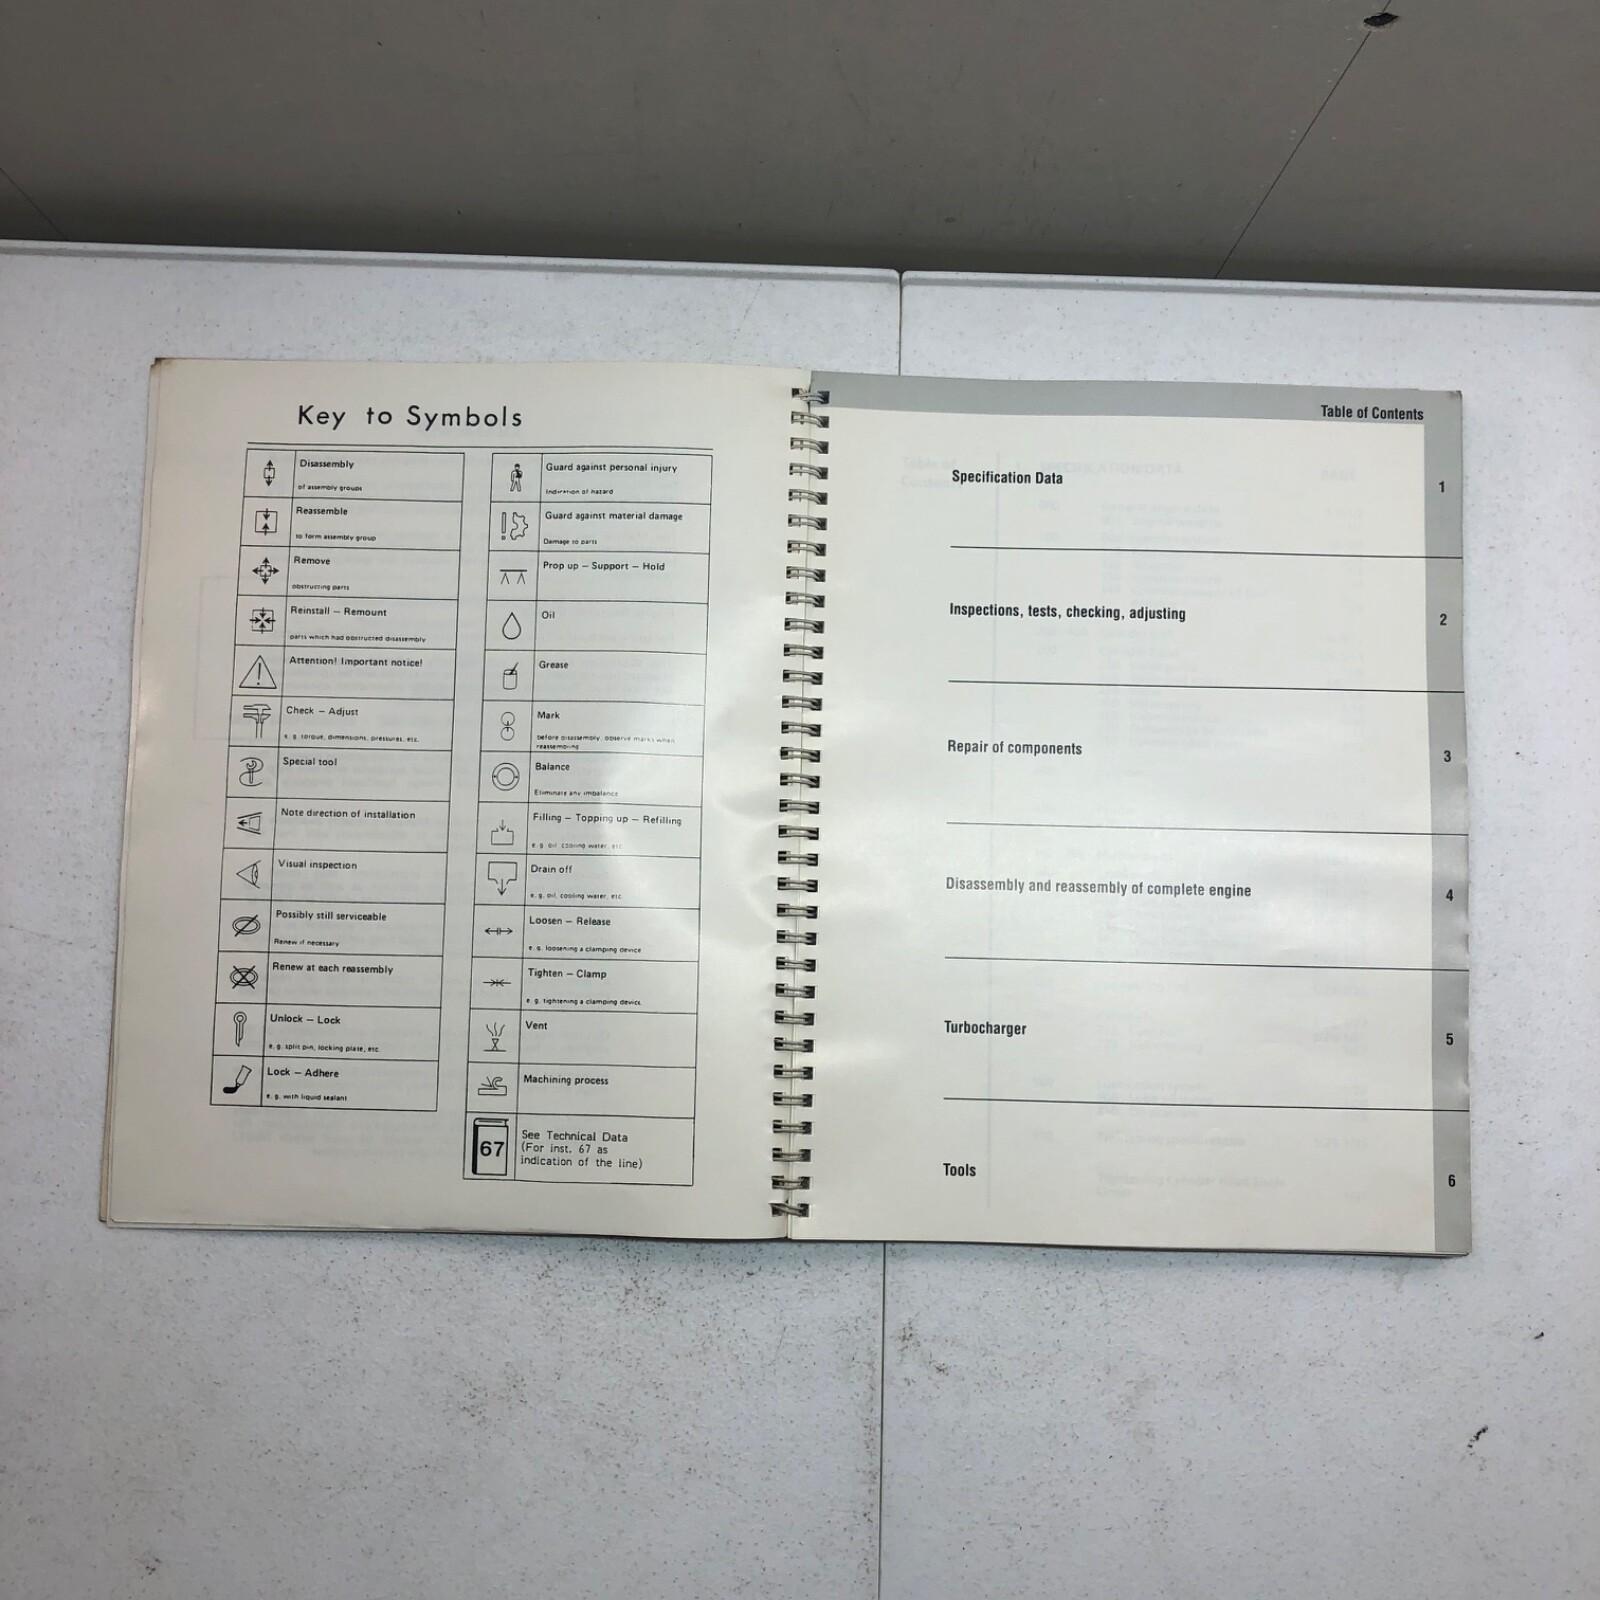 Key to Symbols
Disassembly
of assembly groups
Reassemble
to form assembly group
Remove
obstructing parts
Reinstall – Remount
parts which had obstructed disassembly
Attention! Important notice!
Check – Adjust
e. g. torque, dimensions, pressures, etc.
Special tool
Note direction of installation
Visual inspection
Possibly still serviceable
Renew if necessary
Renew at each reassembly
Unlock – Lock
e. g. split pin, locking plate, etc.
Lock – Adhere
e. g. with liquid sealant
Guard against personal injury
Indication of hazard
Guard against material damage
Damage to parts
Prop up – Support – Hold
Oil
Grease
Mark
before disassembly, observe marks when
reassembling
Balance
Eliminate any imbalance
Filling – Topping up – Refilling
e. g. oil, cooling water, etc.
Drain off
e. g. oil, cooling water, etc.
Loosen – Release
e. g. loosening a clamping device
Tighten – Clamp
e. g. tightening a clamping device
Vent
Machining process
67
See Technical Data
(For inst. 67 as
indication of the line)
Table of Contents
Specification Data 1
Inspections, tests, checking, adjusting 2
Repair of components 3
Disassembly and reassembly of complete engine 4
Turbocharger 5
Tools 6